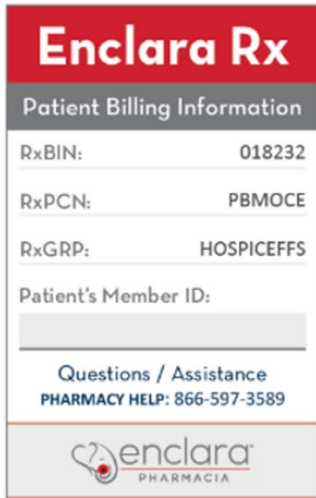 Enclara Rx
Patient Billing Information
RxBIN: 018232
RxPCN: PBMOCE
RxGRP: HOSPICEFFS
Patient's Member ID:
Questions / Assistance
PHARMACY HELP: 866-597-3589
enclara
PHARMACIA